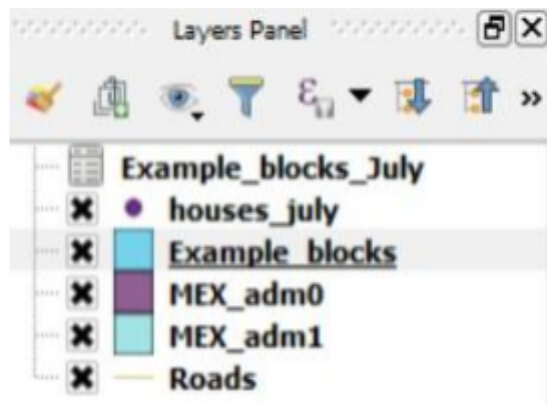 Layers Panel
Example_blocks_July
houses_july
Example_blocks
MEX_adm0
MEX_adm1
Roads